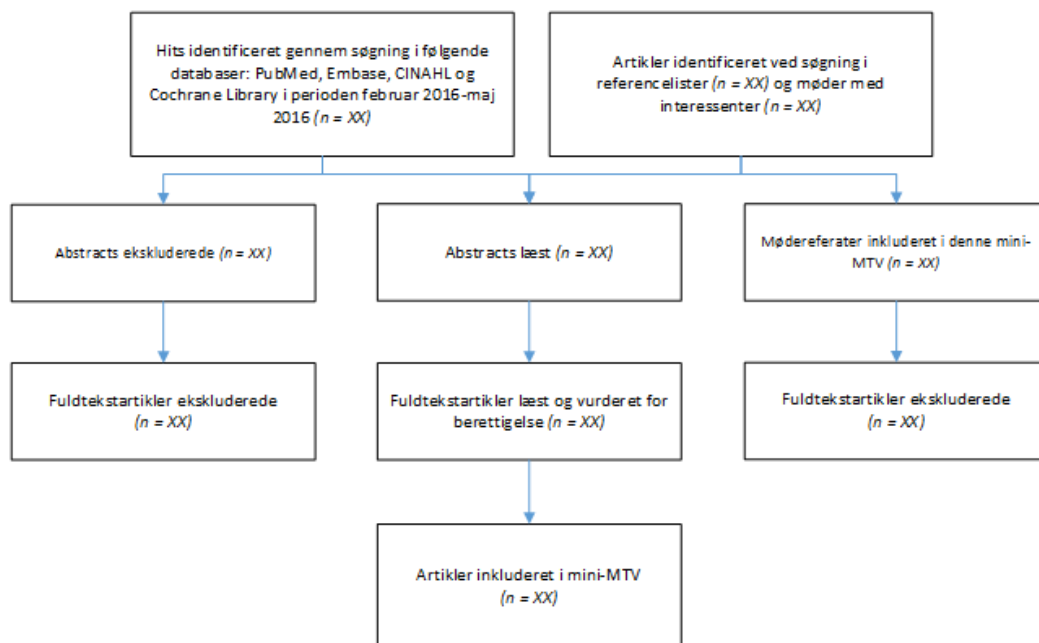 Hits identificeret gennem søgning i følgende
databaser: PubMed, Embase, CINAHL og
Cochrane Library i perioden februar 2016-maj
2016 (n = XX)
Artikler identificeret ved søgning i
referencelister (n = XX) og møder med
interessenter (n = XX)
Abstracts ekskluderede (n = XX)
Abstracts læst (n = XX)
Mødereferater inkluderet i denne mini-
MTV (n = XX)
Fuldtekstartikler ekskluderede
(n = XX)
Fuldtekstartikler læst og vurderet for
berettigelse (n = XX)
Fuldtekstartikler ekskluderede
(n = XX)
Artikler inkluderet i mini-MTV
(n = XX)